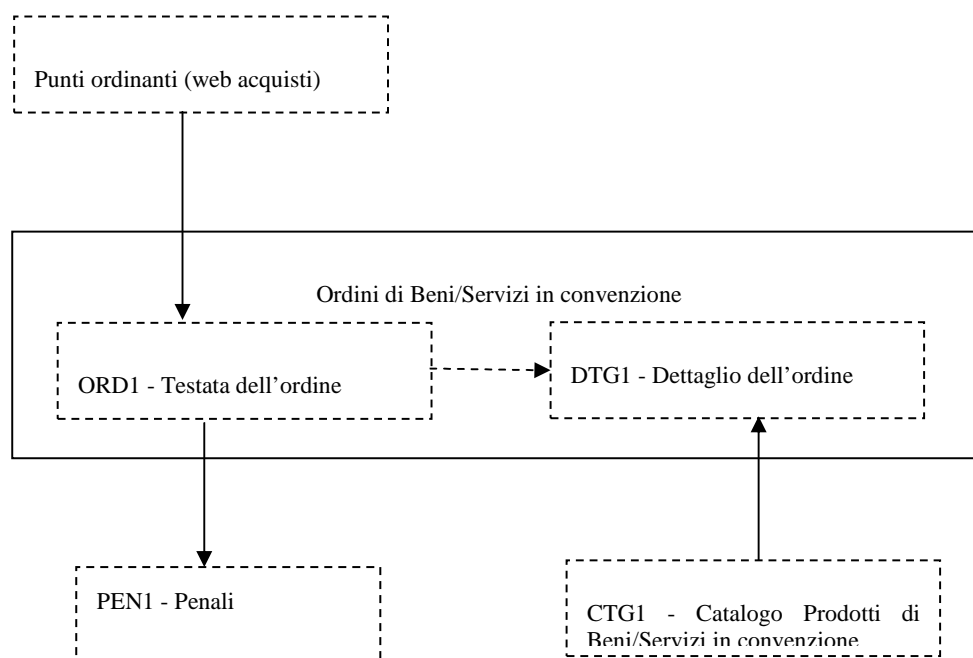 Punti ordinanti (web acquisti)
Ordini di Beni/Servizi in convenzione
ORD1 - Testata dell’ordine
DTG1 - Dettaglio dell’ordine
PEN1 - Penali
CTG1 - Catalogo Prodotti di
Beni/Servizi in convenzione